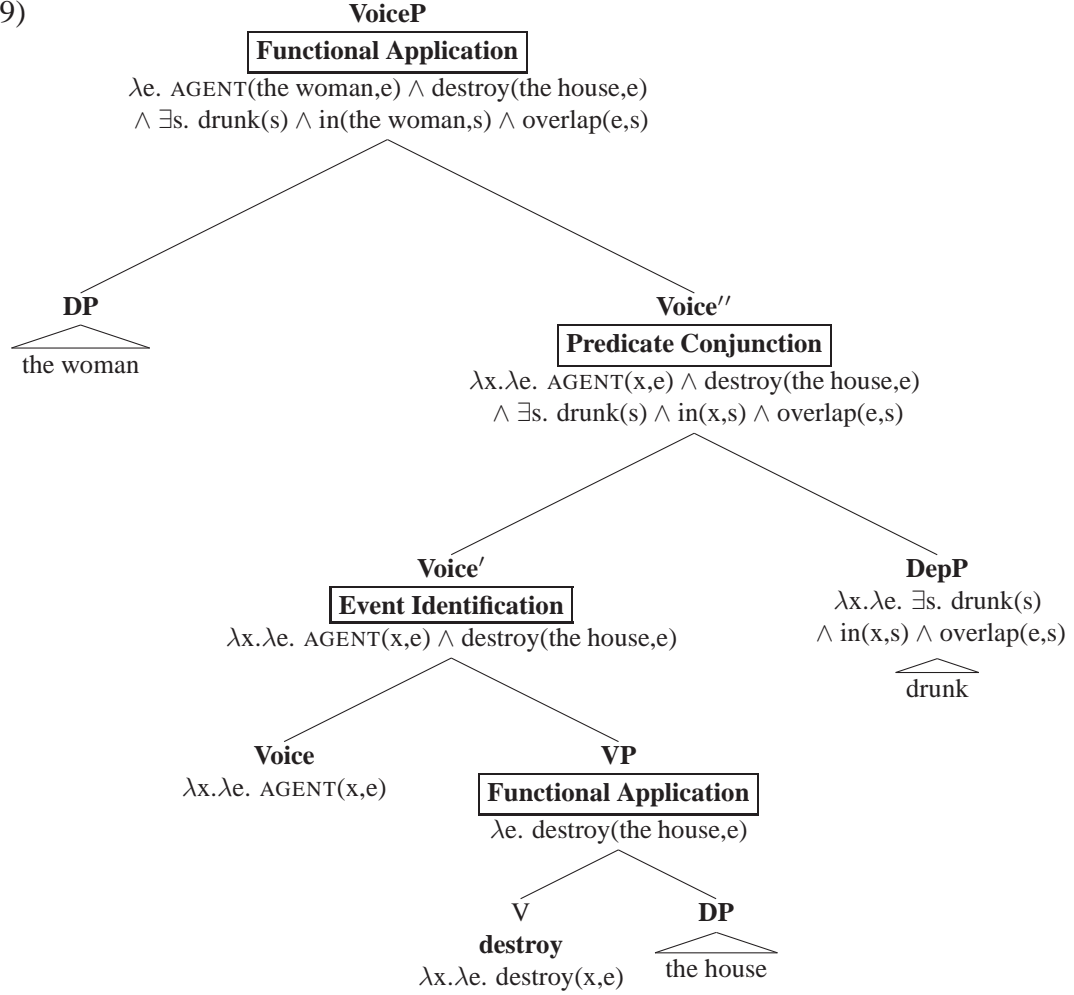 9)
VoiceP
Functional Application
λe. AGENT(the woman,e) ∧ destroy(the house,e)
∧ ∃s. drunk(s) ∧ in(the woman,s) ∧ overlap(e,s)
DP
the woman
Voice′′
Predicate Conjunction
λx.λe. AGENT(x,e) ∧ destroy(the house,e)
∧ ∃s. drunk(s) ∧ in(x,s) ∧ overlap(e,s)
Voice′
Event Identification
λx.λe. AGENT(x,e) ∧ destroy(the house,e)
DepP
λx.λe. ∃s. drunk(s)
∧ in(x,s) ∧ overlap(e,s)
drunk
Voice
λx.λe. AGENT(x,e)
VP
Functional Application
λe. destroy(the house,e)
V
destroy
λx.λe. destroy(x,e)
DP
the house